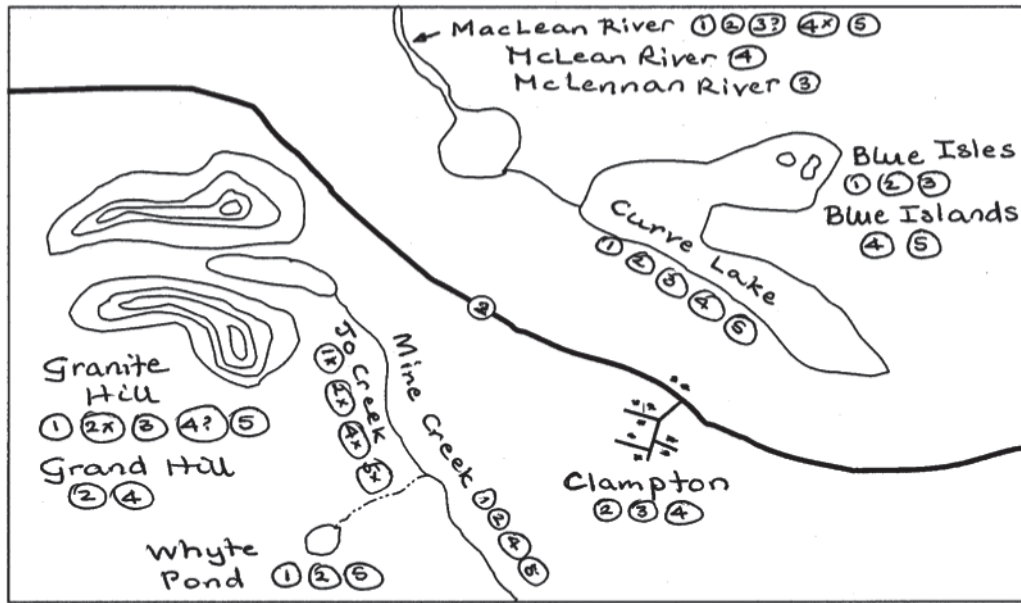 MacLean River ① ② ③? ④x ⑤
McLean River ④
McLennan River ③
Blue Isles
① ② ③
Blue Islands
④ ⑤
Curve Lake
① ② ③ ④ ⑤
②
Granite
Hill
① ②x ③ ④? ⑤
Grand Hill
② ④
Jo Creek
①x ②x ④x ⑤x
Mine Creek ① ② ④ ⑤
Clampton
② ③ ④
Whyte
Pond ① ② ⑤